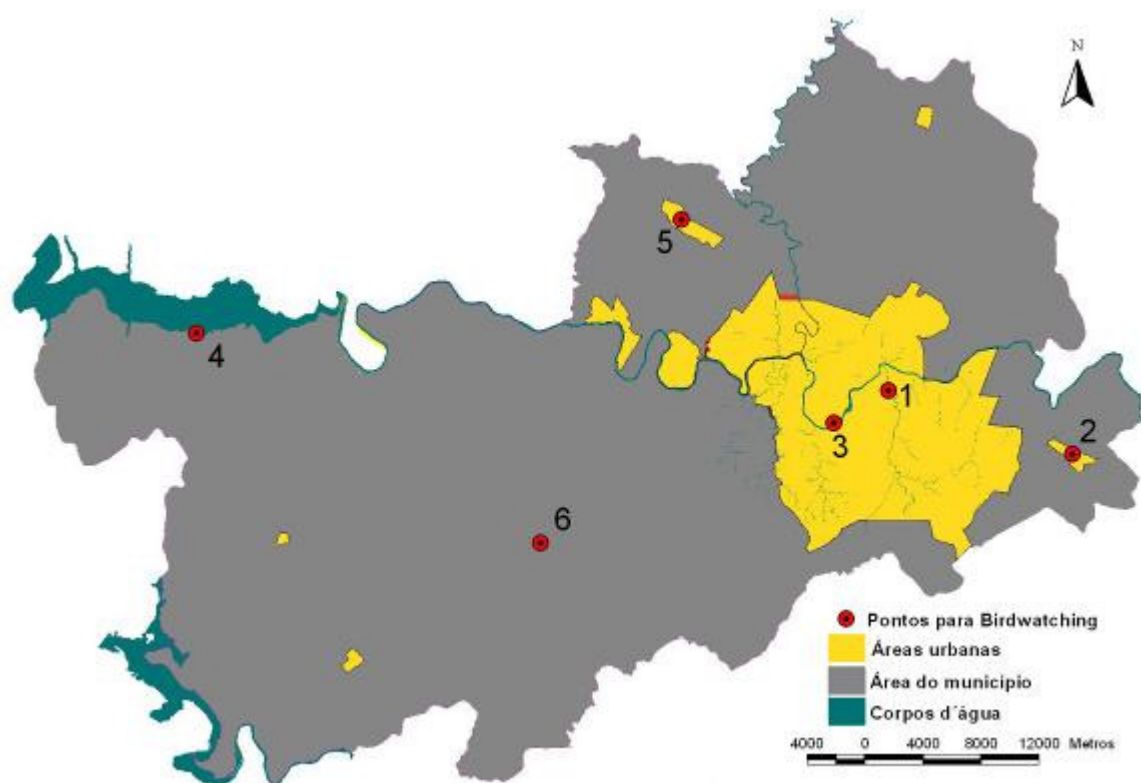 N
5
4
1
3
2
6
Pontos para Birdwatching
Áreas urbanas
Área do município
Corpos d´água
4000 0 4000 8000 12000 Metros